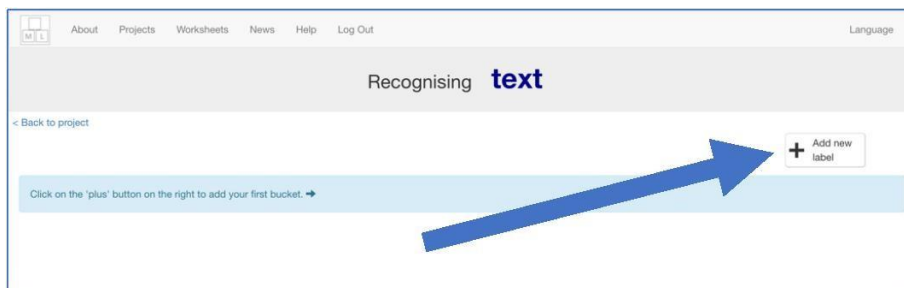 M L About Projects Worksheets News Help Log Out Language
Recognising text
< Back to project
+ Add new
label
Click on the 'plus' button on the right to add your first bucket. ➔